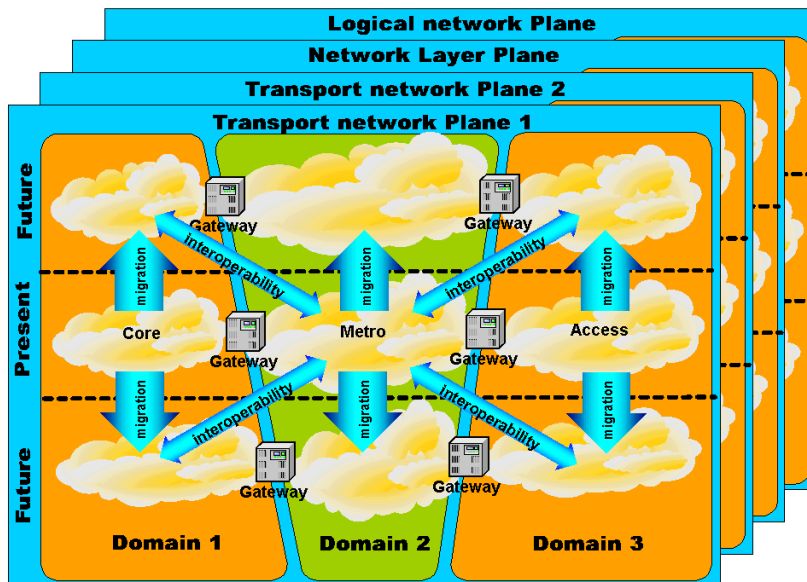 Logical network Plane
Network Layer Plane
Transport network Plane 2
Transport network Plane 1
Future
Gateway
Gateway
migration
interoperability
migration
interoperability
migration
Present
Core
Metro
Access
Gateway
Gateway
migration
interoperability
migration
interoperability
migration
Future
Gateway
Gateway
Domain 1
Domain 2
Domain 3